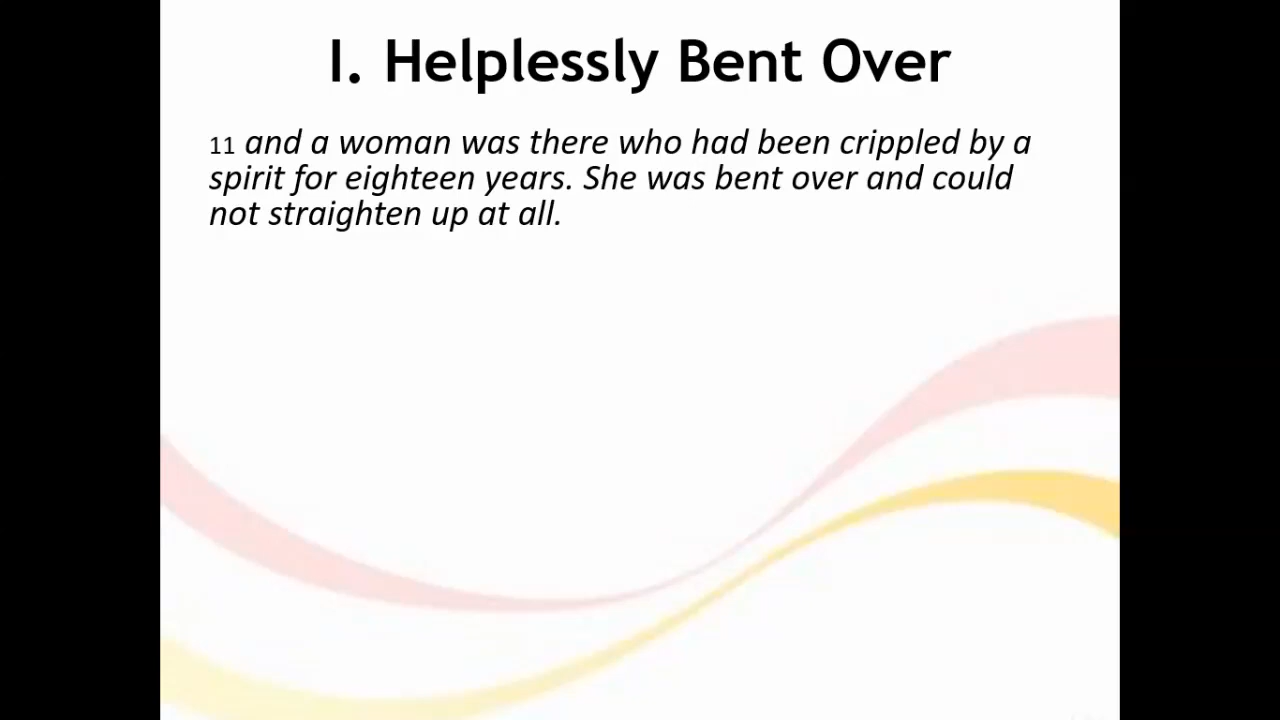 I. Helplessly Bent Over
11 and a woman was there who had been crippled by a
spirit for eighteen years. She was bent over and could
not straighten up at all.